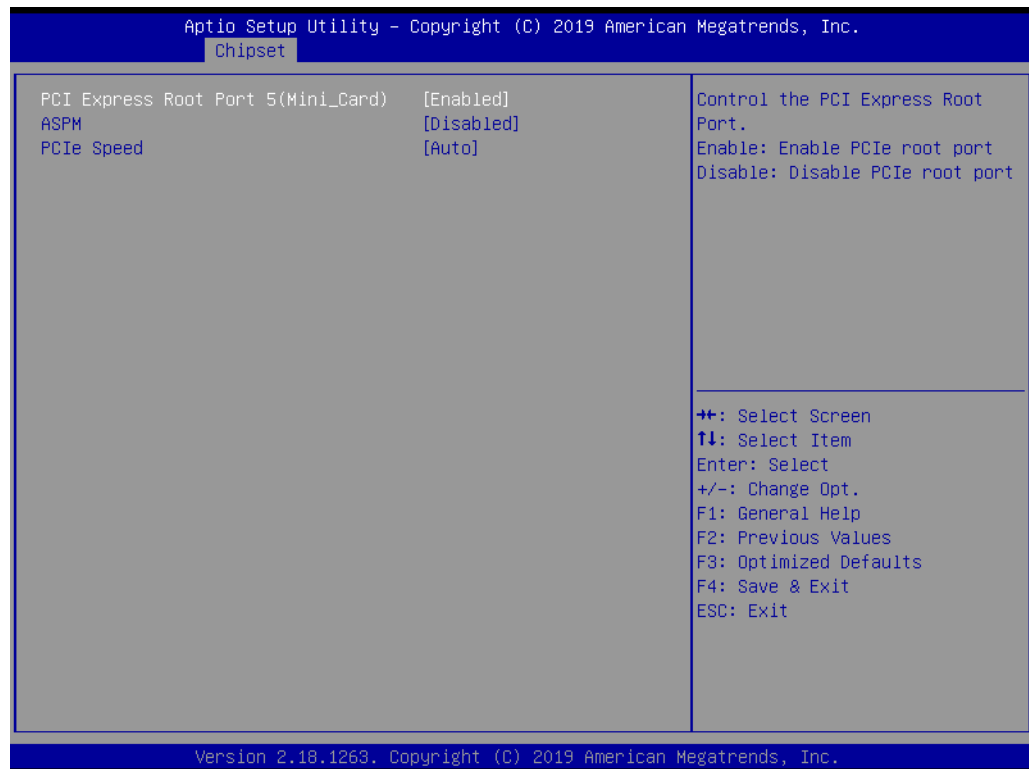 Aptio Setup Utility – Copyright (C) 2019 American Megatrends, Inc.
Chipset
PCI Express Root Port 5(Mini_Card) [Enabled]
ASPM [Disabled]
PCIe Speed [Auto]
Control the PCI Express Root
Port.
Enable: Enable PCIe root port
Disable: Disable PCIe root port
→←: Select Screen
↑↓: Select Item
Enter: Select
+/-: Change Opt.
F1: General Help
F2: Previous Values
F3: Optimized Defaults
F4: Save & Exit
ESC: Exit
Version 2.18.1263. Copyright (C) 2019 American Megatrends, Inc.